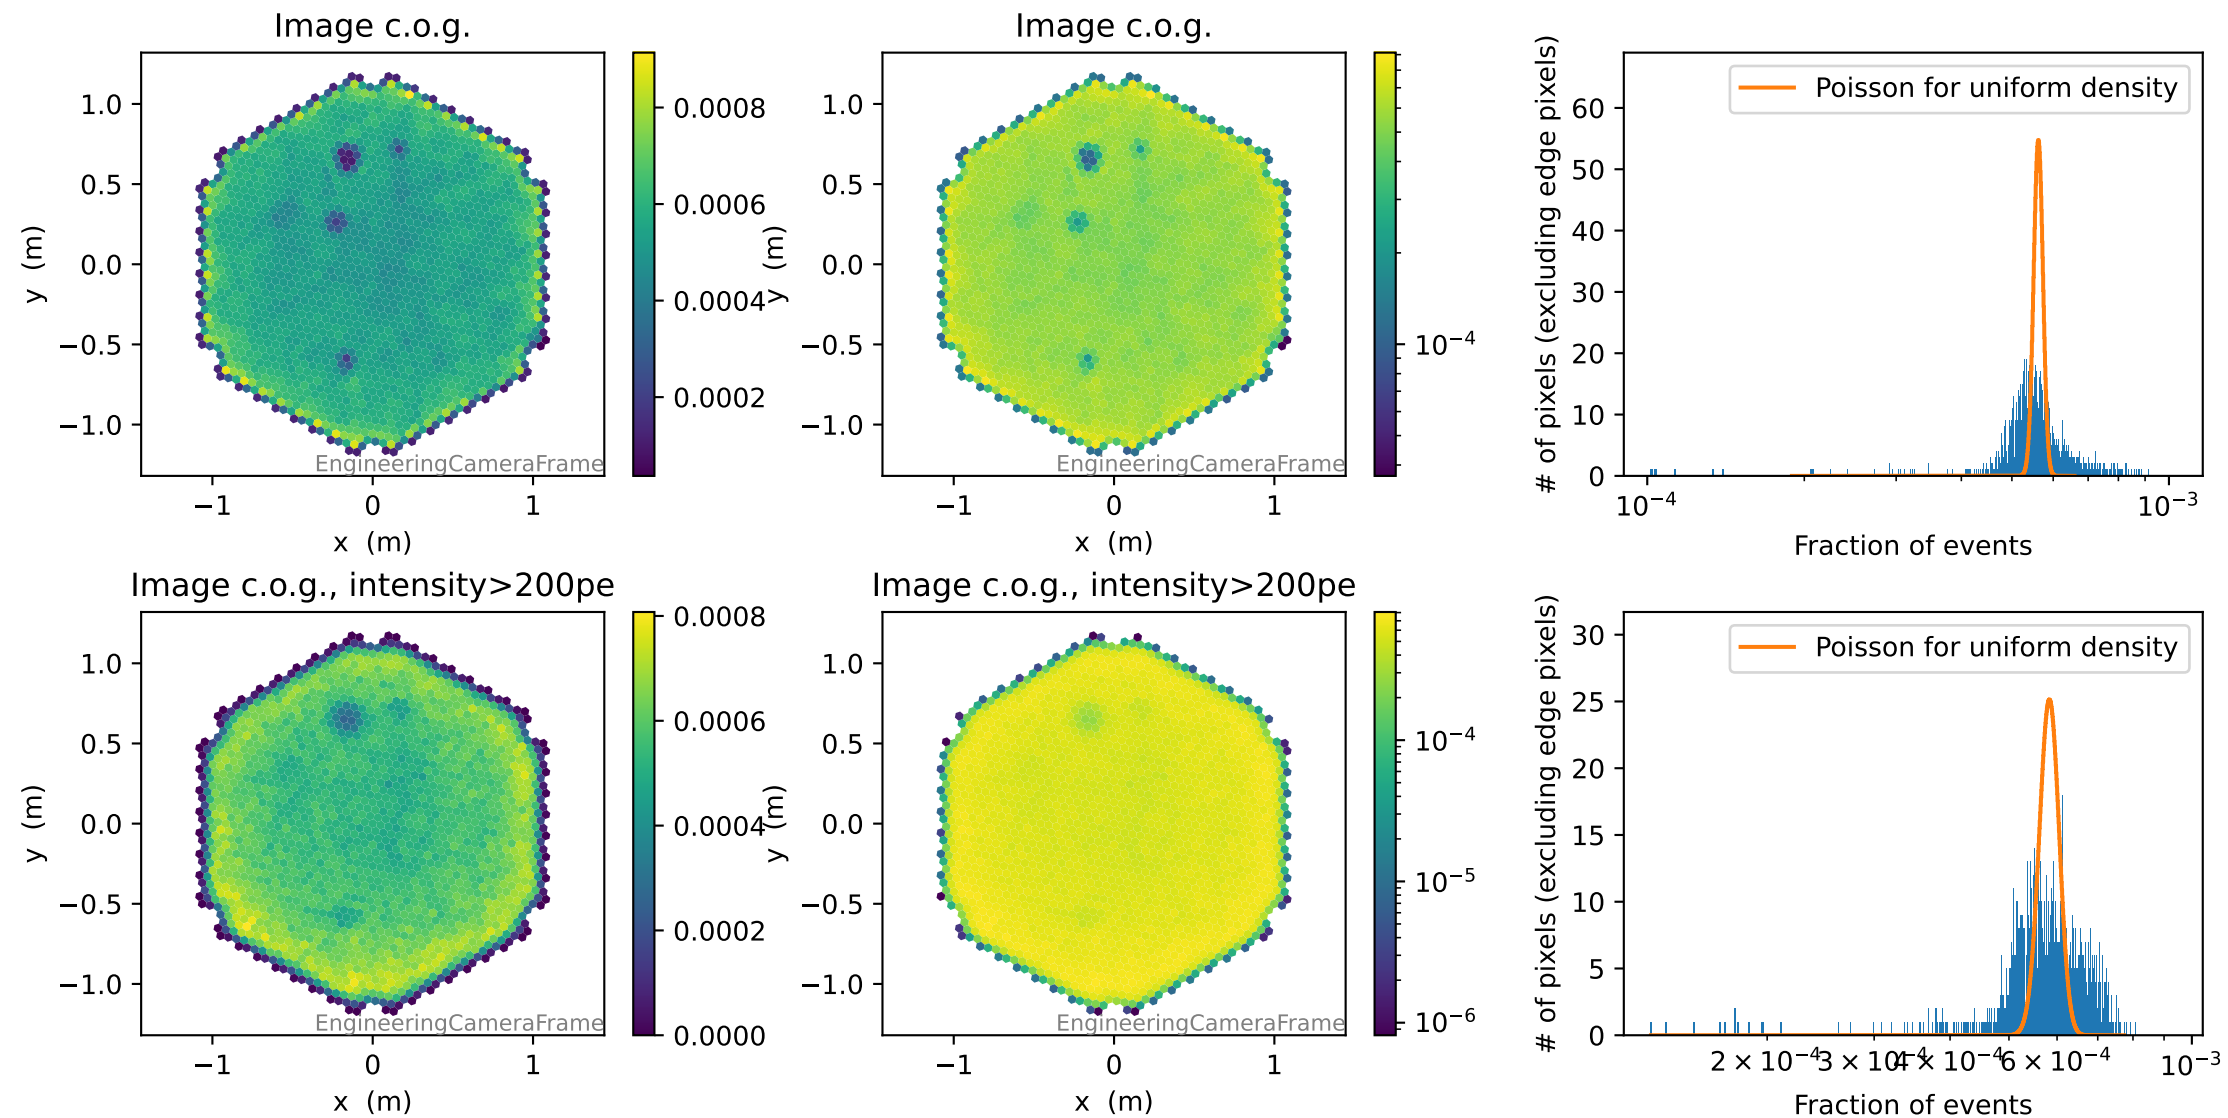 Image c.o.g.
1.0
0.5
0.0
−0.5
−1.0
y (m)
−1
0
1
x (m)
EngineeringCameraFrame
0.0008
0.0006
0.0004
0.0002
Image c.o.g.
1.0
0.5
0.0
−0.5
−1.0
y (m)
−1
0
1
x (m)
EngineeringCameraFrame
10⁻⁴
# of pixels (excluding edge pixels)
60
50
40
30
20
10
0
Poisson for uniform density
10⁻⁴
10⁻³
Fraction of events
Image c.o.g., intensity>200pe
1.0
0.5
0.0
−0.5
−1.0
y (m)
−1
0
1
x (m)
EngineeringCameraFrame
0.0008
0.0006
0.0004
0.0002
0.0000
Image c.o.g., intensity>200pe
1.0
0.5
0.0
−0.5
−1.0
y (m)
−1
0
1
x (m)
EngineeringCameraFrame
10⁻⁴
10⁻⁵
10⁻⁶
# of pixels (excluding edge pixels)
30
25
20
15
10
5
0
Poisson for uniform density
2 × 10⁻⁴
3 × 10⁻⁴
4 × 10⁻⁴
6 × 10⁻⁴
10⁻³
Fraction of events